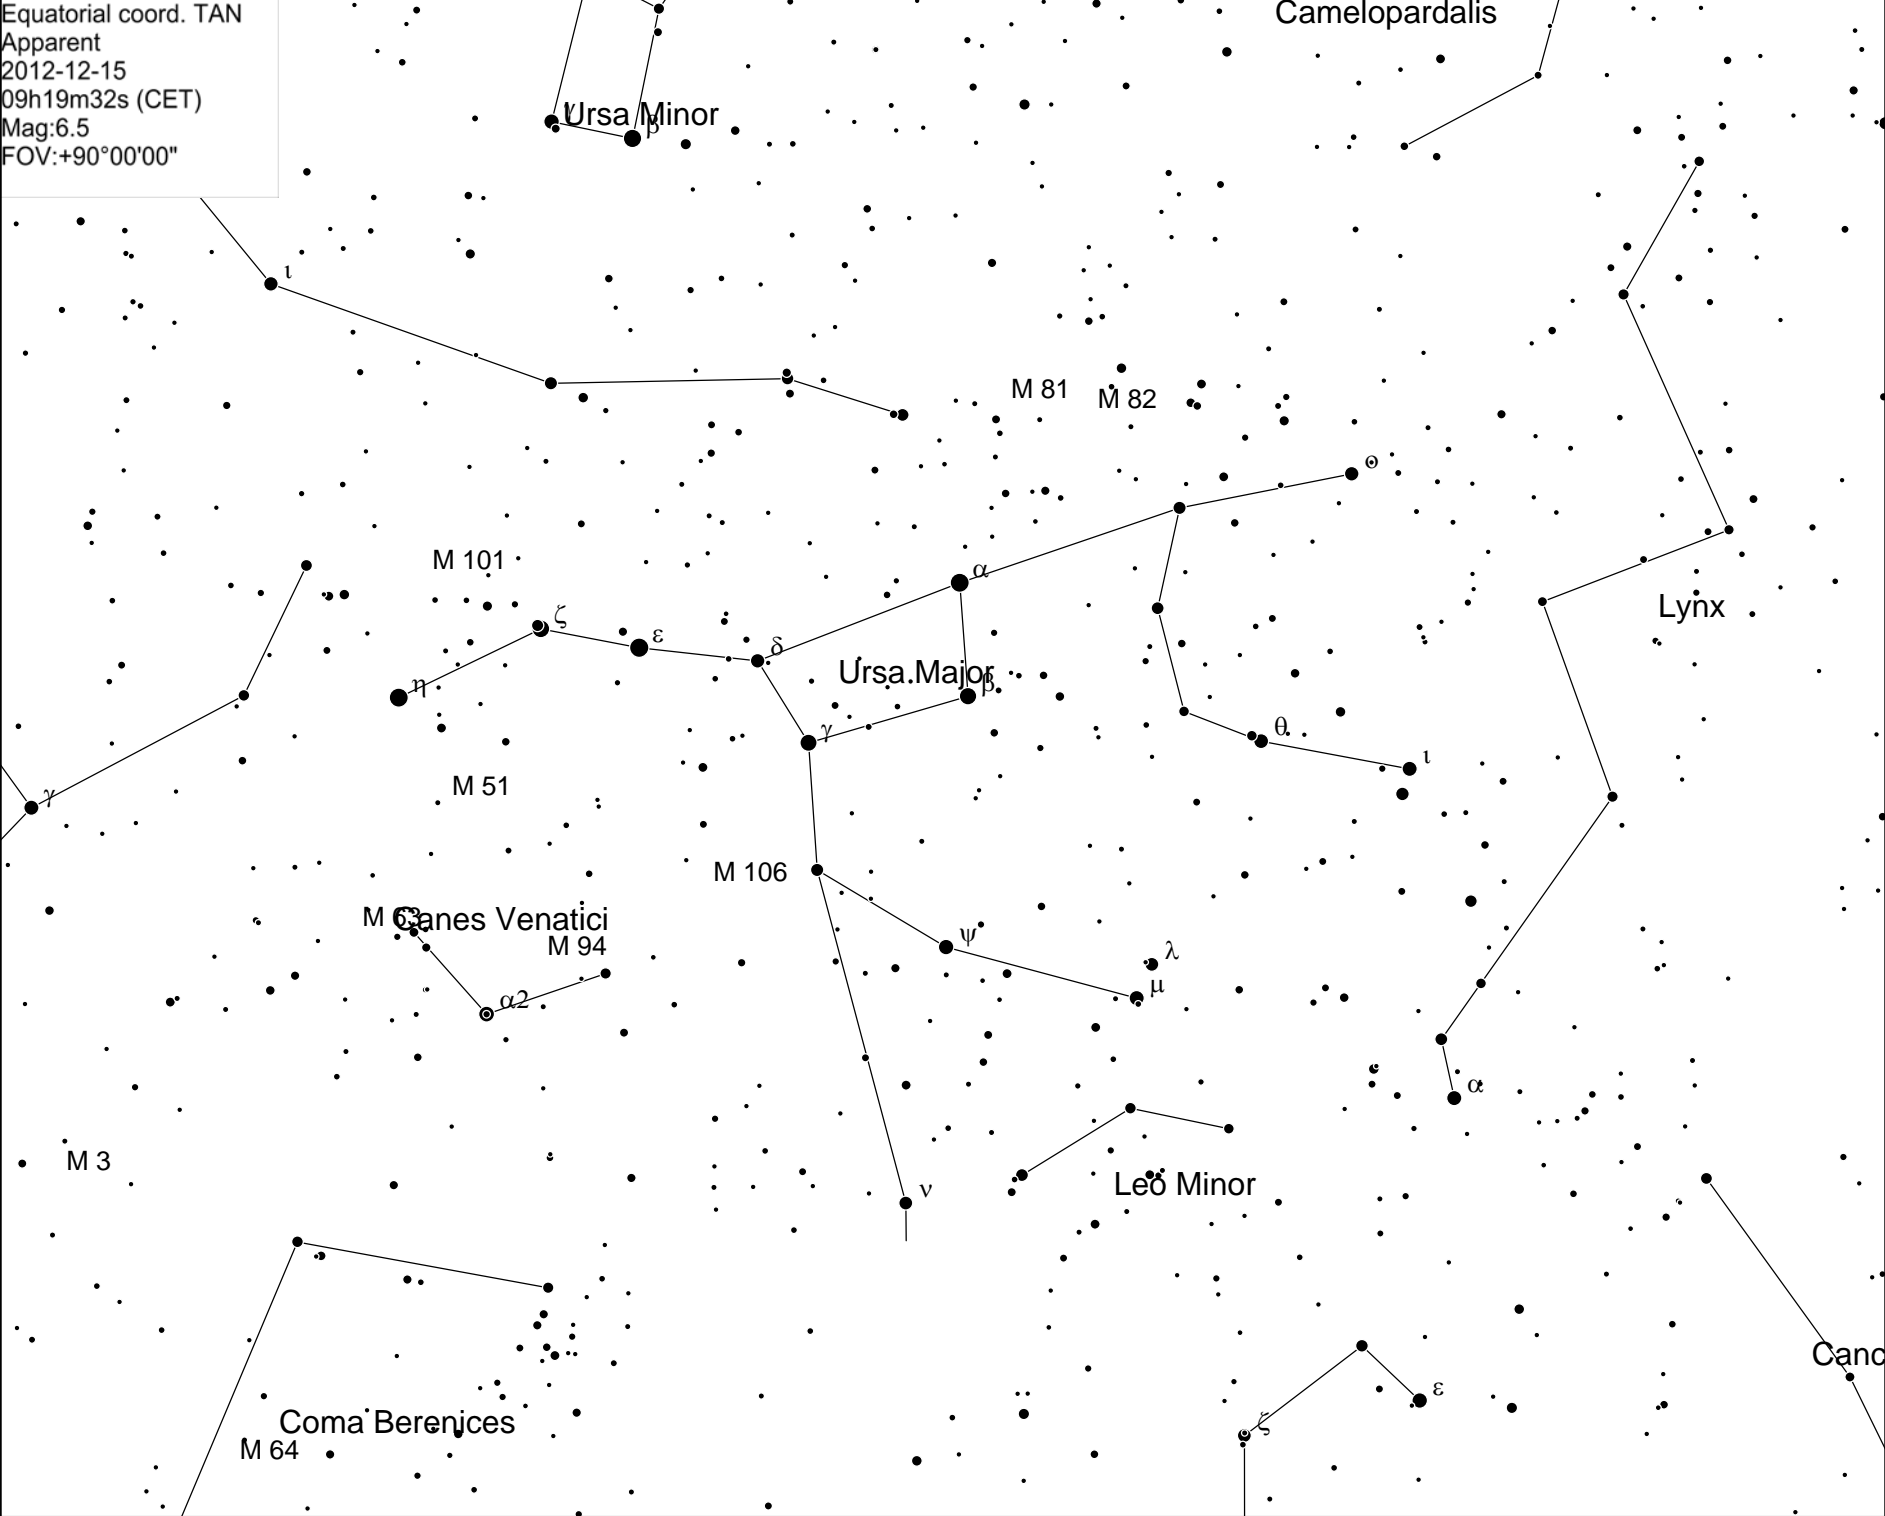 Equatorial coord. TAN
Apparent
2012-12-15
09h19m32s (CET)
Mag:6.5
FOV:+90°00'00"
Camelopardalis
γ Ursa Minor
β
ι
M 81
M 82
ο
M 101
α
ζ
ε
δ
Lynx
Ursa Major
β
η
γ
θ
ι
M 51
γ
M 106
M 63
Canes Venatici
M 94
ψ
λ
μ
α2
α
M 3
Leo Minor
ν
Canc
ε
ζ
Coma Berenices
M 64